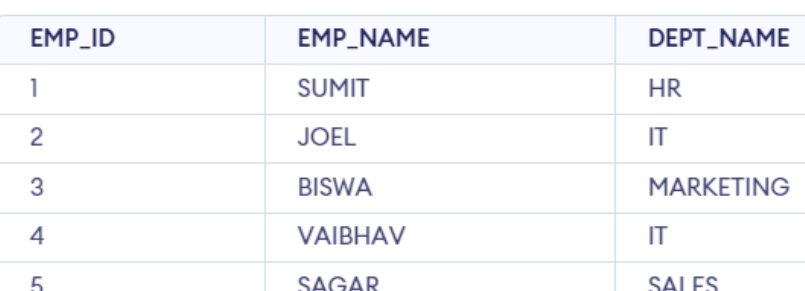 EMP_ID EMP_NAME DEPT_NAME
1 SUMIT HR
2 JOEL IT
3 BISWA MARKETING
4 VAIBHAV IT
5 SAGAR SALES